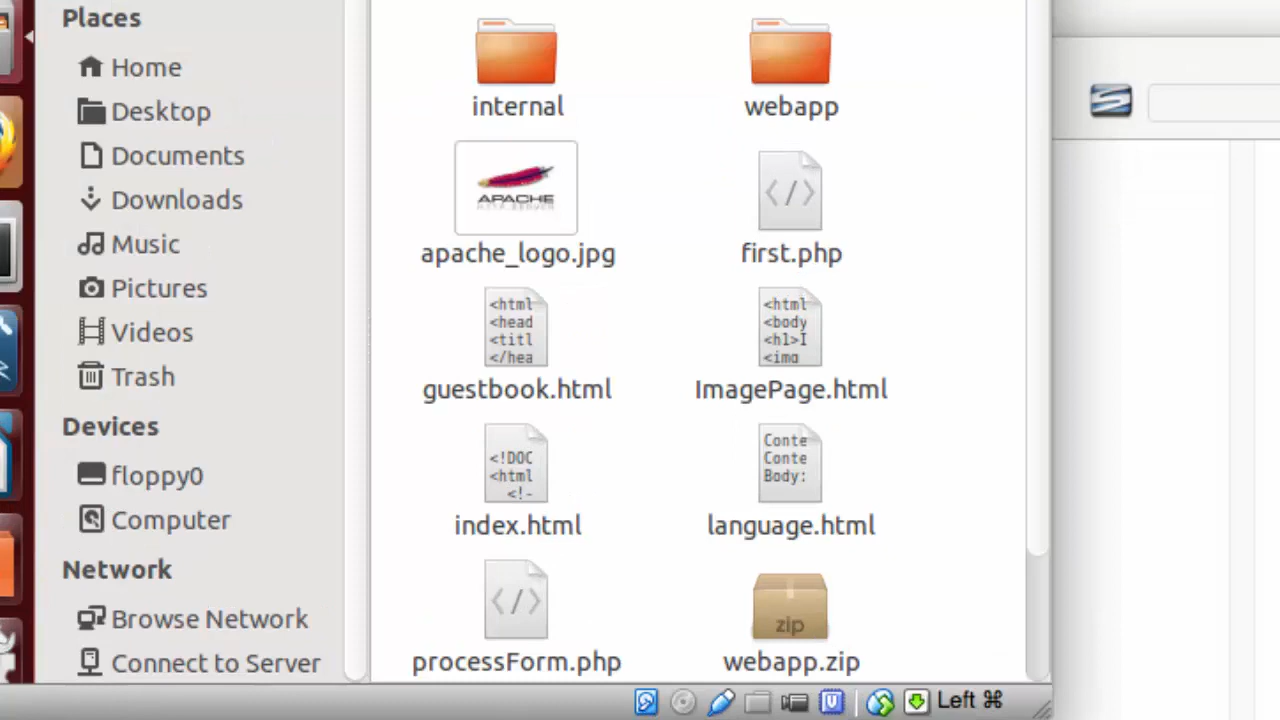 Places
Home
Desktop
Documents
Downloads
Music
Pictures
Videos
Trash
Devices
floppy0
Computer
Network
Browse Network
Connect to Server
internal
webapp
APACHE
apache_logo.jpg
</>
first.php
<html
<head
<titl
</hea
guestbook.html
<html
<body
<h1>I
<img
ImagePage.html
<!DOC
<html
<!-
index.html
Conte
Conte
Body:
language.html
</>
processForm.php
zip
webapp.zip
Left ⌘